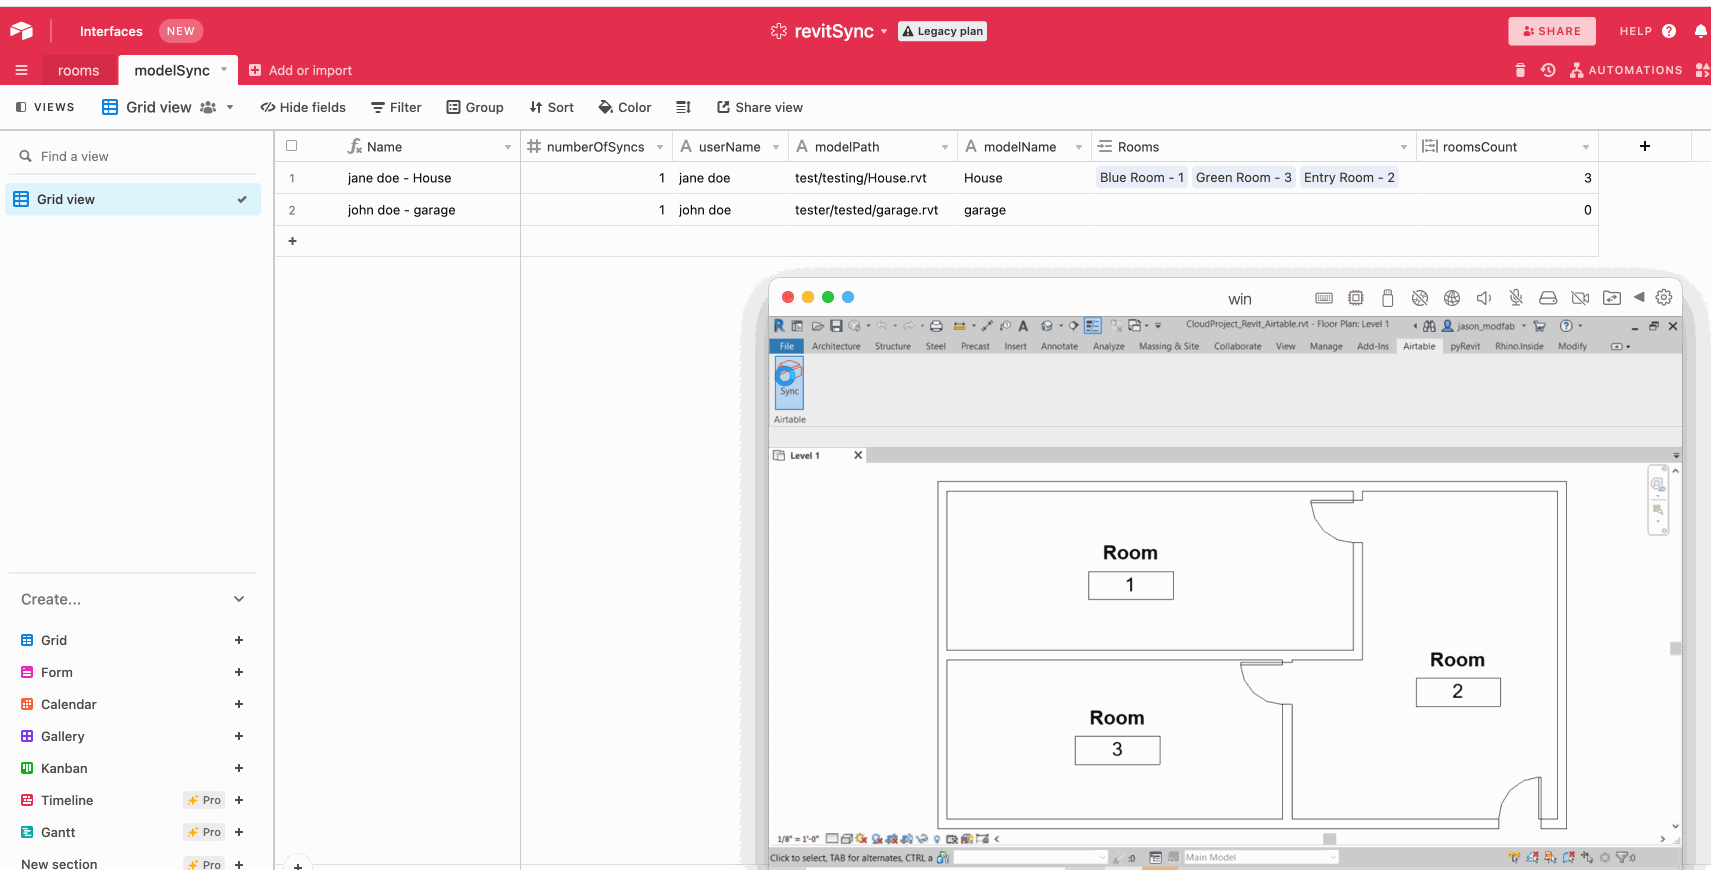 Interfaces NEW revitSync Legacy plan SHARE HELP
rooms modelSync Add or import AUTOMATIONS
VIEWS Grid view Hide fields Filter Group Sort Color Share view
Find a view
Grid view
Name numberOfSyncs userName modelPath modelName Rooms roomsCount
1 jane doe - House 1 jane doe test/testing/House.rvt House Blue Room - 1 Green Room - 3 Entry Room - 2 3
2 john doe - garage 1 john doe tester/tested/garage.rvt garage 0
+
Create...
Grid +
Form +
Calendar +
Gallery +
Kanban +
Timeline Pro +
Gantt Pro +
New section Pro +
win
CloudProject_Revit_Airtable.rvt - Floor Plan: Level 1 jason_modfab
File Architecture Structure Steel Precast Insert Annotate Analyze Massing & Site Collaborate View Manage Add-Ins Airtable pyRevit Rhino.Inside Modify
Sync
Airtable
Level 1
Room
1
Room
2
Room
3
1/8" = 1'-0"
Click to select, TAB for alternates, CTRL a :0 Main Model :0